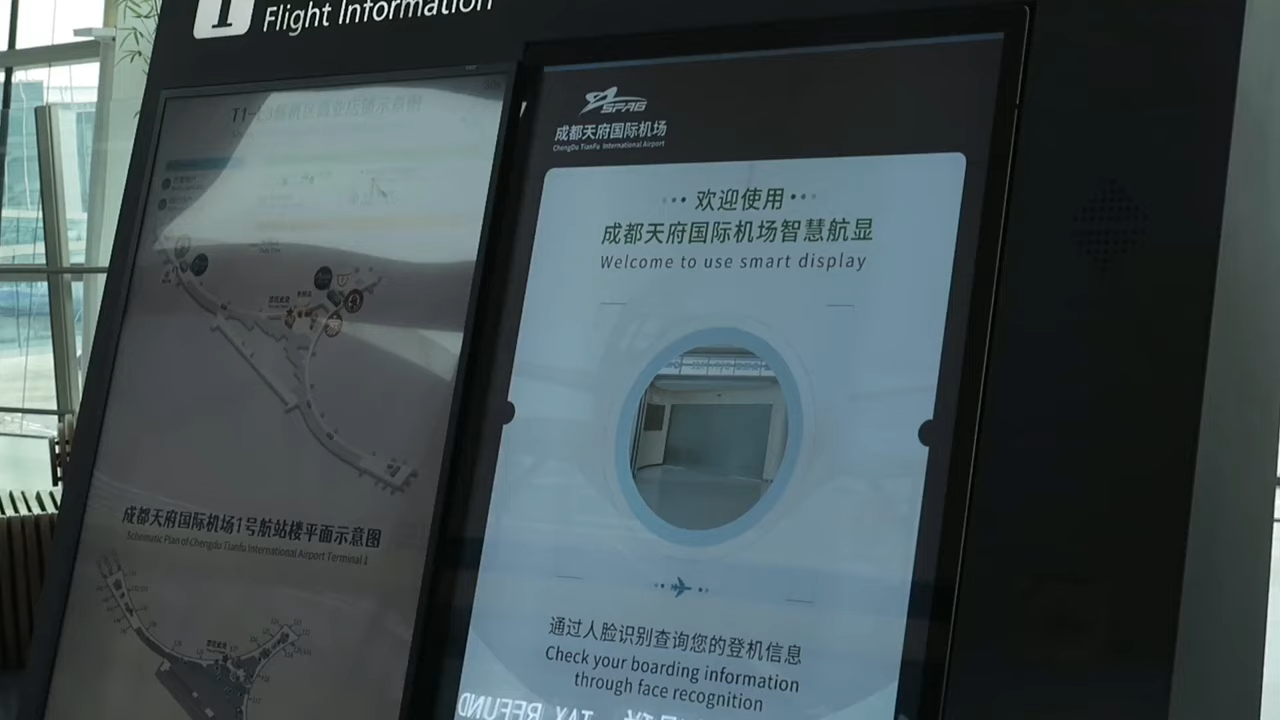 i Flight Information
SFAG
成都天府国际机场
ChengDu TianFu International Airport
欢迎使用
成都天府国际机场智慧航显
Welcome to use smart display
通过人脸识别查询您的登机信息
Check your boarding information
through face recognition
TAX REFUND
成都天府国际机场1号航站楼平面示意图
Schematic Plan of Chengdu Tianfu International Airport Terminal 1